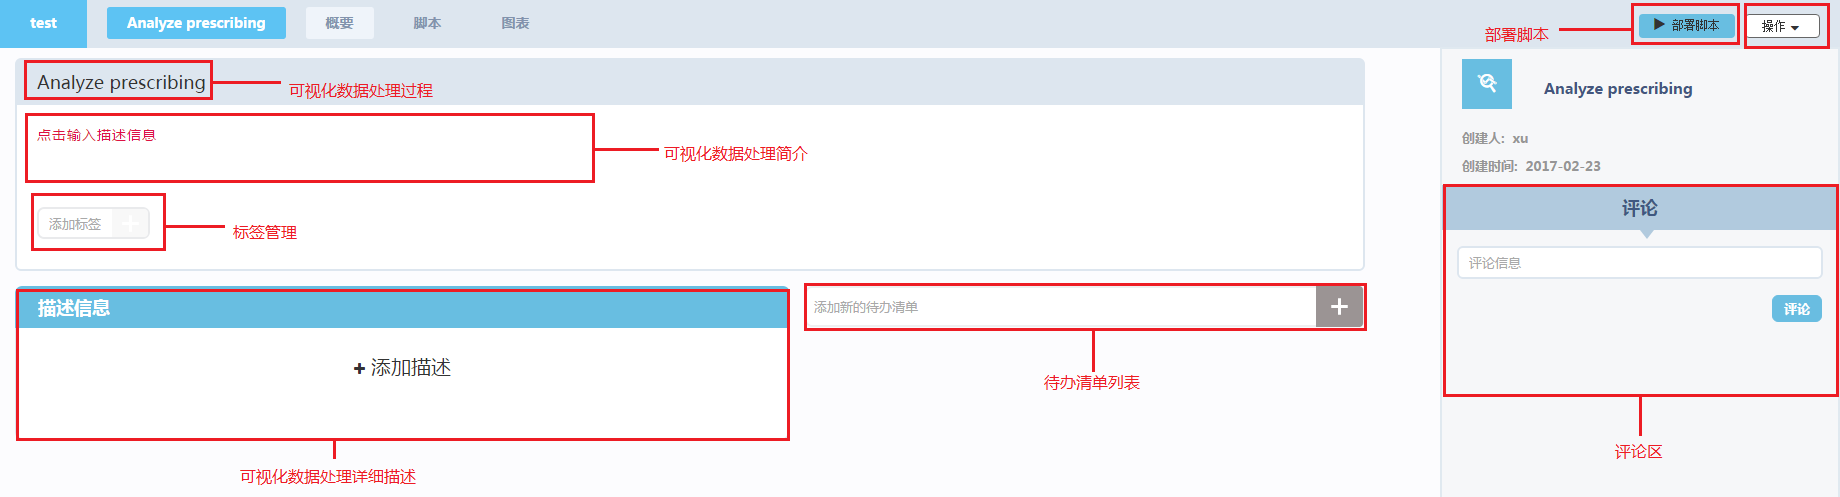 test
Analyze prescribing
概要
脚本
图表
部署脚本
部署脚本
操作
Analyze prescribing
可视化数据处理过程
点击输入描述信息
可视化数据处理简介
添加标签
标签管理
描述信息
添加描述
可视化数据处理详细描述
添加新的待办清单
待办清单列表
Analyze prescribing
创建人: xu
创建时间: 2017-02-23
评论
评论信息
评论
评论区